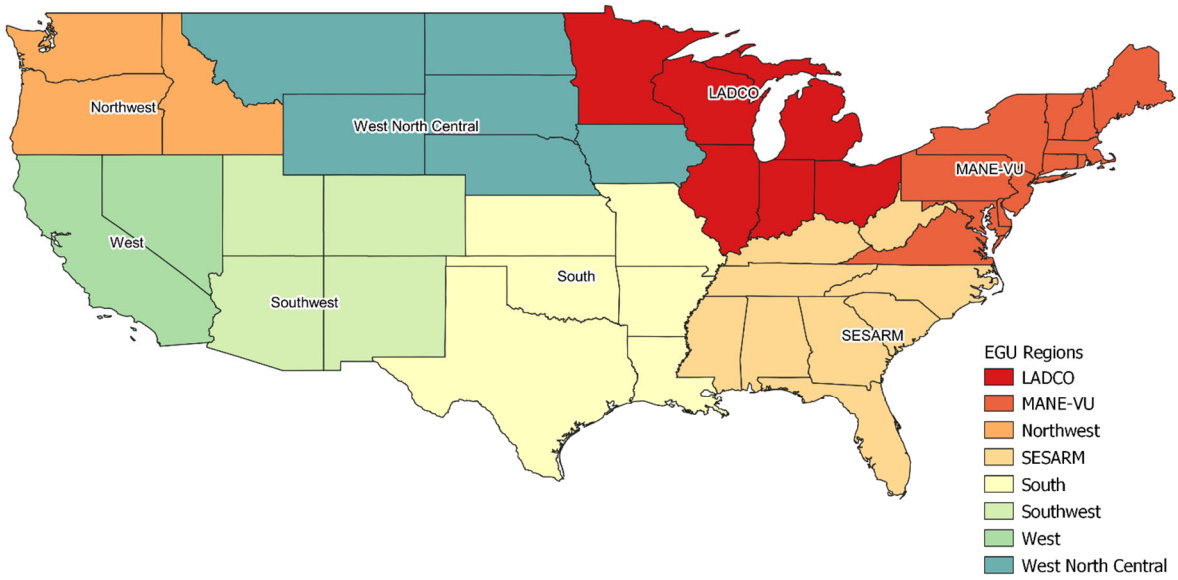 LADCO
Northwest
West North Central
MANE-VU
West
South
Southwest
SESARM
EGU Regions
LADCO
MANE-VU
Northwest
SESARM
South
Southwest
West
West North Central